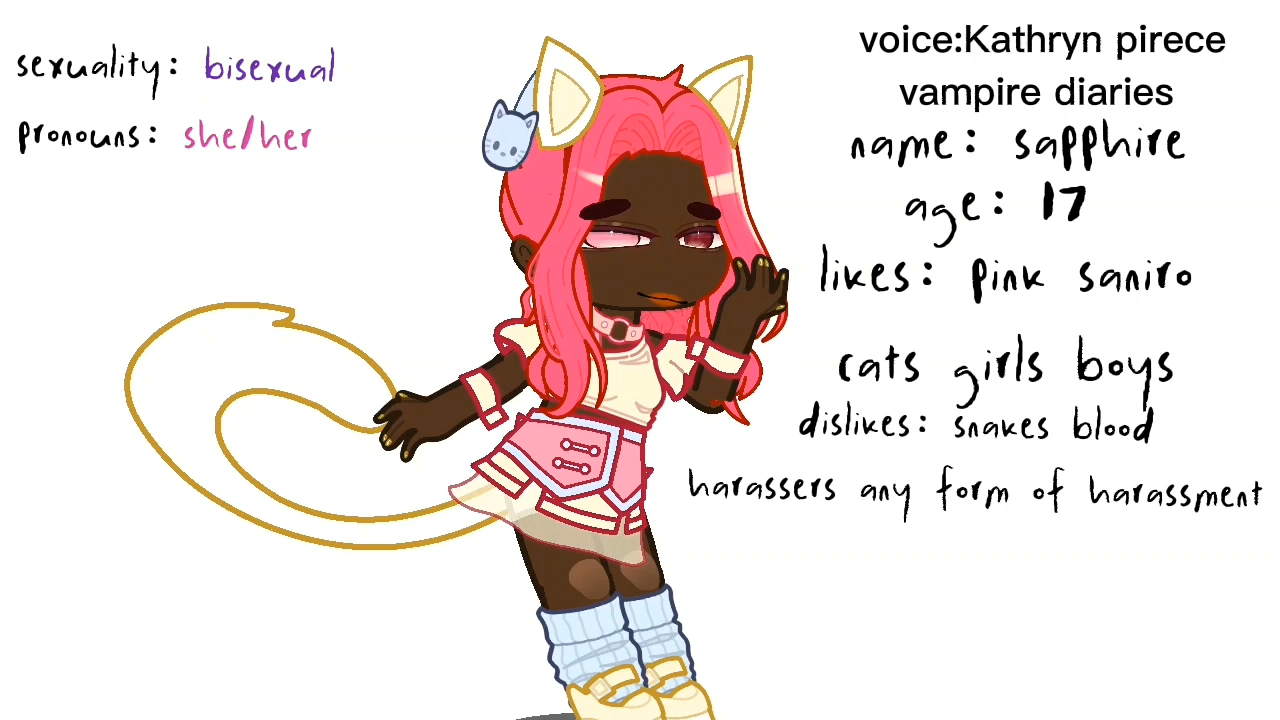 sexuality: bisexual
pronouns: she/her
voice:Kathryn pirece
vampire diaries
name: sapphire
age: 17
likes: pink saniro
cats girls boys
dislikes: snakes blood
harassers any form of harassment